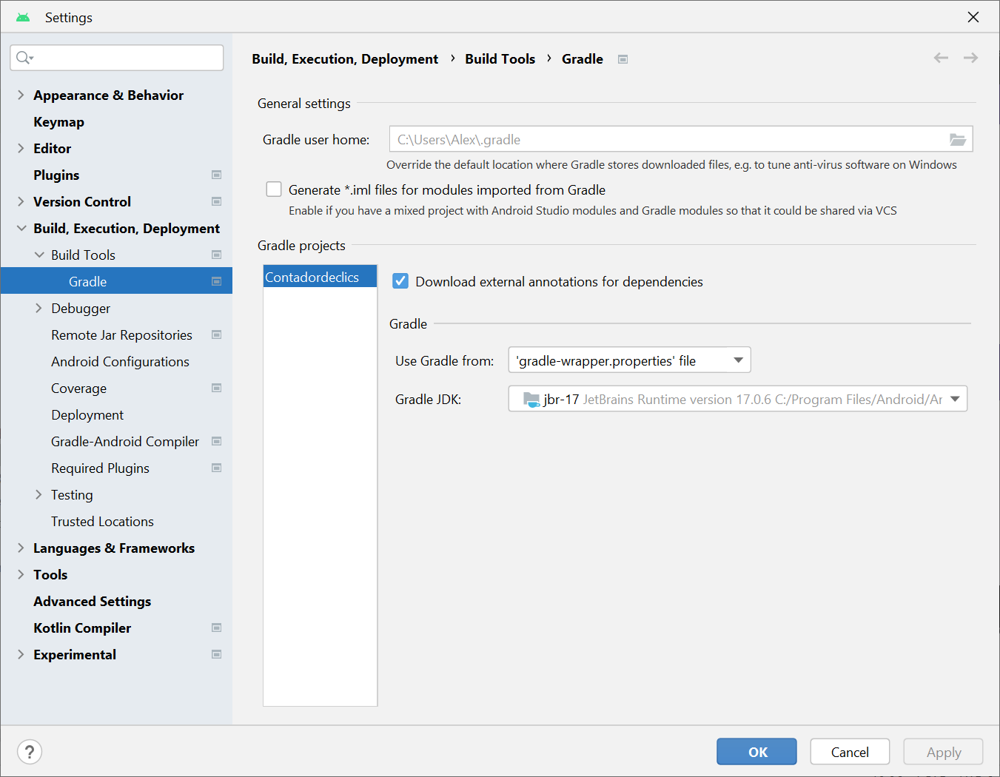 Settings
Appearance & Behavior
Keymap
Editor
Plugins
Version Control
Build, Execution, Deployment
Build Tools
Gradle
Debugger
Remote Jar Repositories
Android Configurations
Coverage
Deployment
Gradle-Android Compiler
Required Plugins
Testing
Trusted Locations
Languages & Frameworks
Tools
Advanced Settings
Kotlin Compiler
Experimental
Build, Execution, Deployment › Build Tools › Gradle
General settings
Gradle user home: C:\Users\Alex\.gradle
Override the default location where Gradle stores downloaded files, e.g. to tune anti-virus software on Windows
Generate *.iml files for modules imported from Gradle
Enable if you have a mixed project with Android Studio modules and Gradle modules so that it could be shared via VCS
Gradle projects
Contadordeclics
Download external annotations for dependencies
Gradle
Use Gradle from: 'gradle-wrapper.properties' file
Gradle JDK: jbr-17 JetBrains Runtime version 17.0.6 C:/Program Files/Android/Ar
?
OK
Cancel
Apply